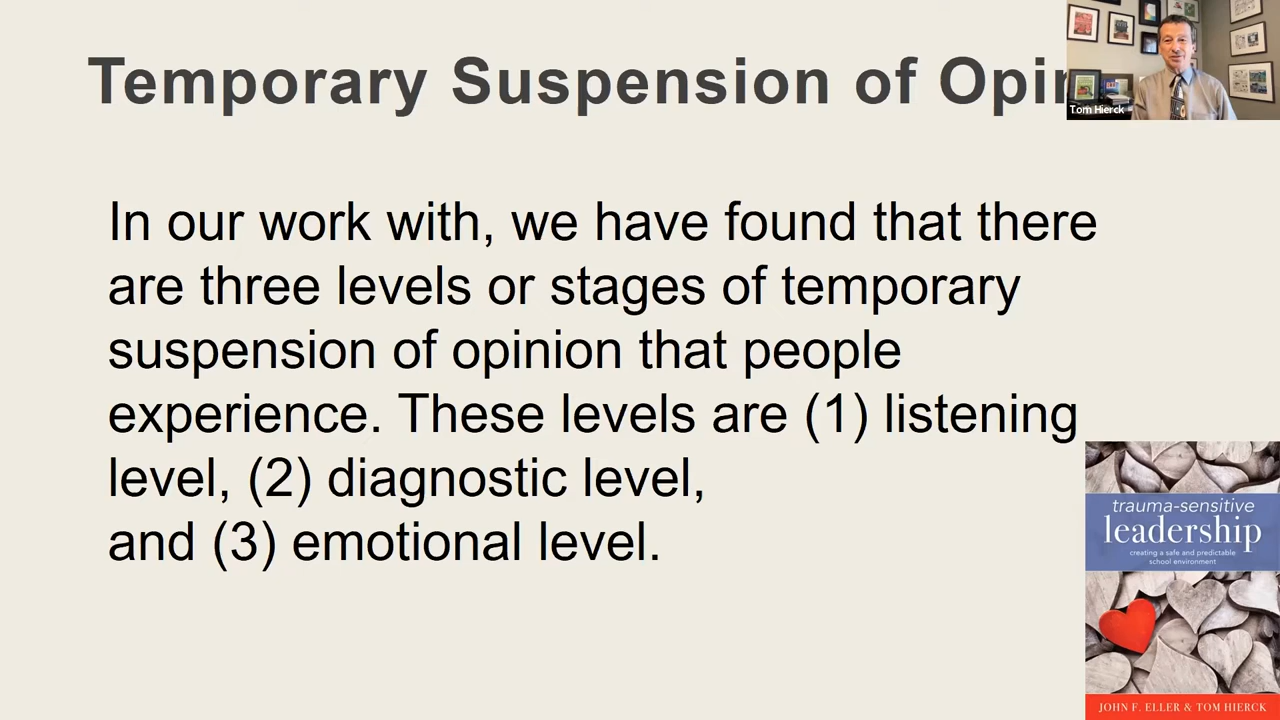 Temporary Suspension of
Tom Hierck
In our work with, we have found that there
are three levels or stages of temporary
suspension of opinion that people
experience. These levels are (1) listening
level, (2) diagnostic level,
and (3) emotional level.
trauma-sensitive
leadership
creating a safe and predictable
school environment
JOHN F. ELLER & TOM HIERCK